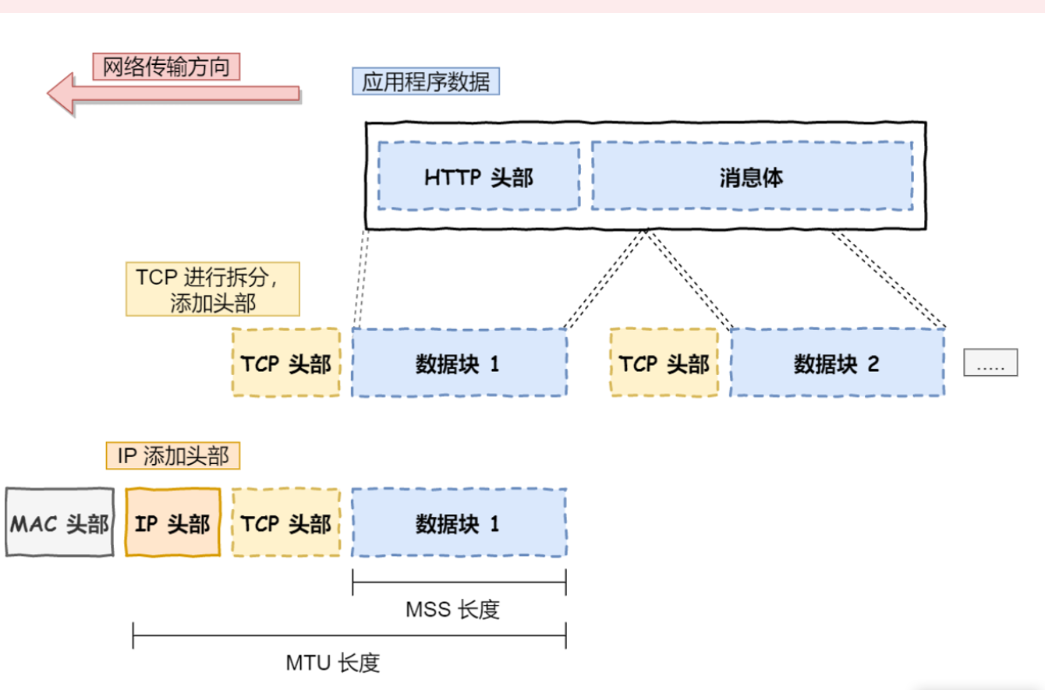 网络传输方向
应用程序数据
HTTP 头部
消息体
TCP 进行拆分，
添加头部
TCP 头部
数据块 1
TCP 头部
数据块 2
.....
IP 添加头部
MAC 头部
IP 头部
TCP 头部
数据块 1
MSS 长度
MTU 长度